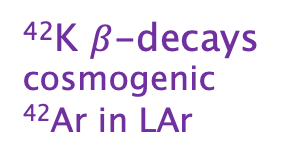 ⁴²K β-decays
cosmogenic
⁴²Ar in LAr